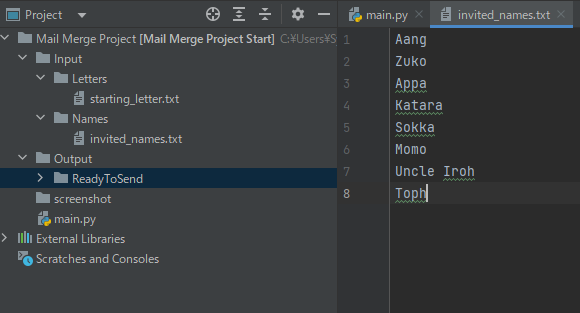 Project
Mail Merge Project [Mail Merge Project Start] C:¥Users¥S
Input
Letters
starting_letter.txt
Names
invited_names.txt
Output
ReadyToSend
screenshot
main.py
External Libraries
Scratches and Consoles
main.py
invited_names.txt
1 Aang
2 Zuko
3 Appa
4 Katara
5 Sokka
6 Momo
7 Uncle Iroh
8 Toph